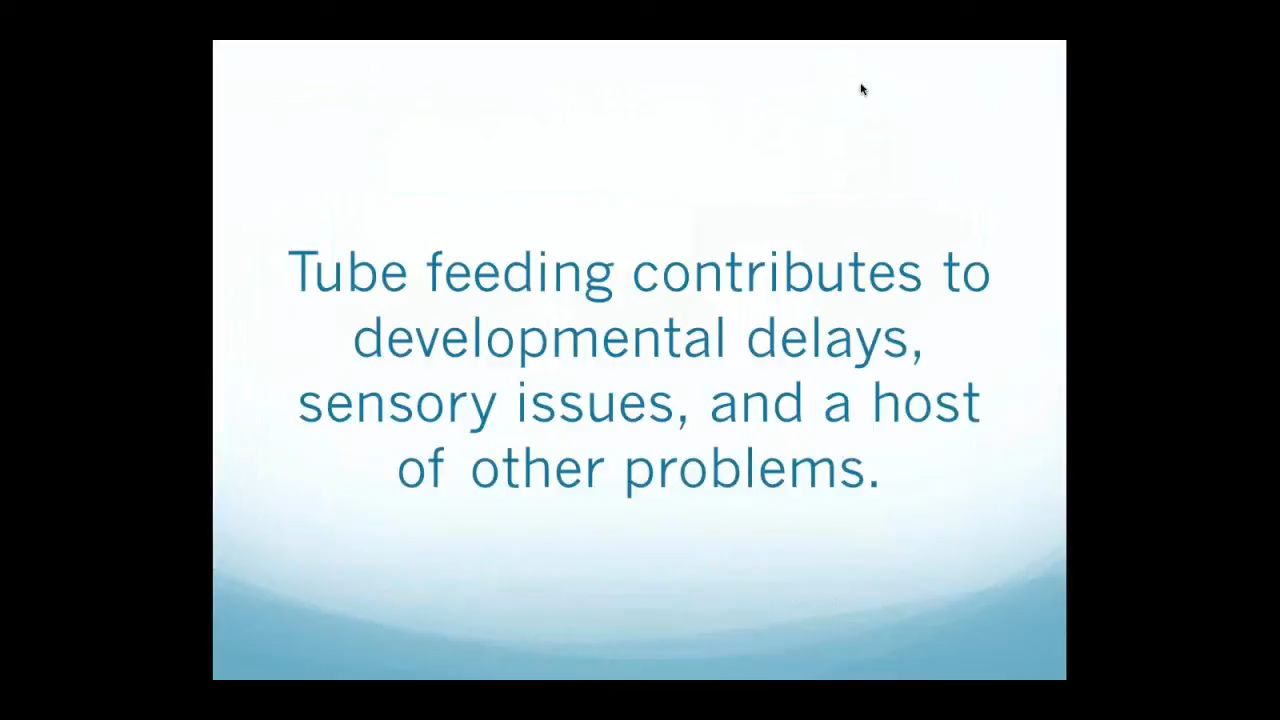 Tube feeding contributes to
developmental delays,
sensory issues, and a host
of other problems.